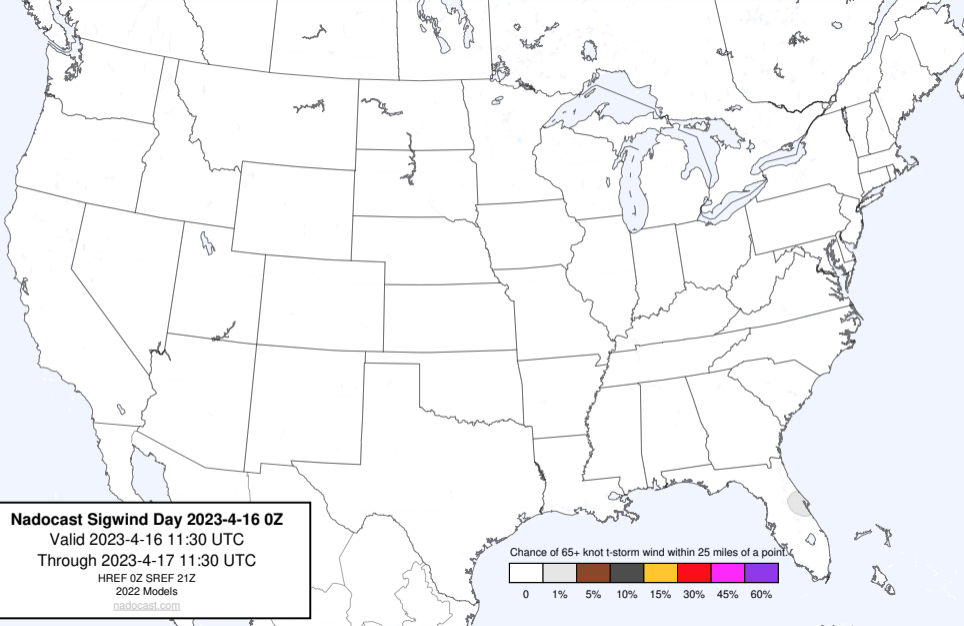 Nadocast Sigwind Day 2023-4-16 0Z
Valid 2023-4-16 11:30 UTC
Through 2023-4-17 11:30 UTC
HREF 0Z SREF 21Z
2022 Models
nadocast.com
Chance of 65+ knot t-storm wind within 25 miles of a point.
0 1% 5% 10% 15% 30% 45% 60%